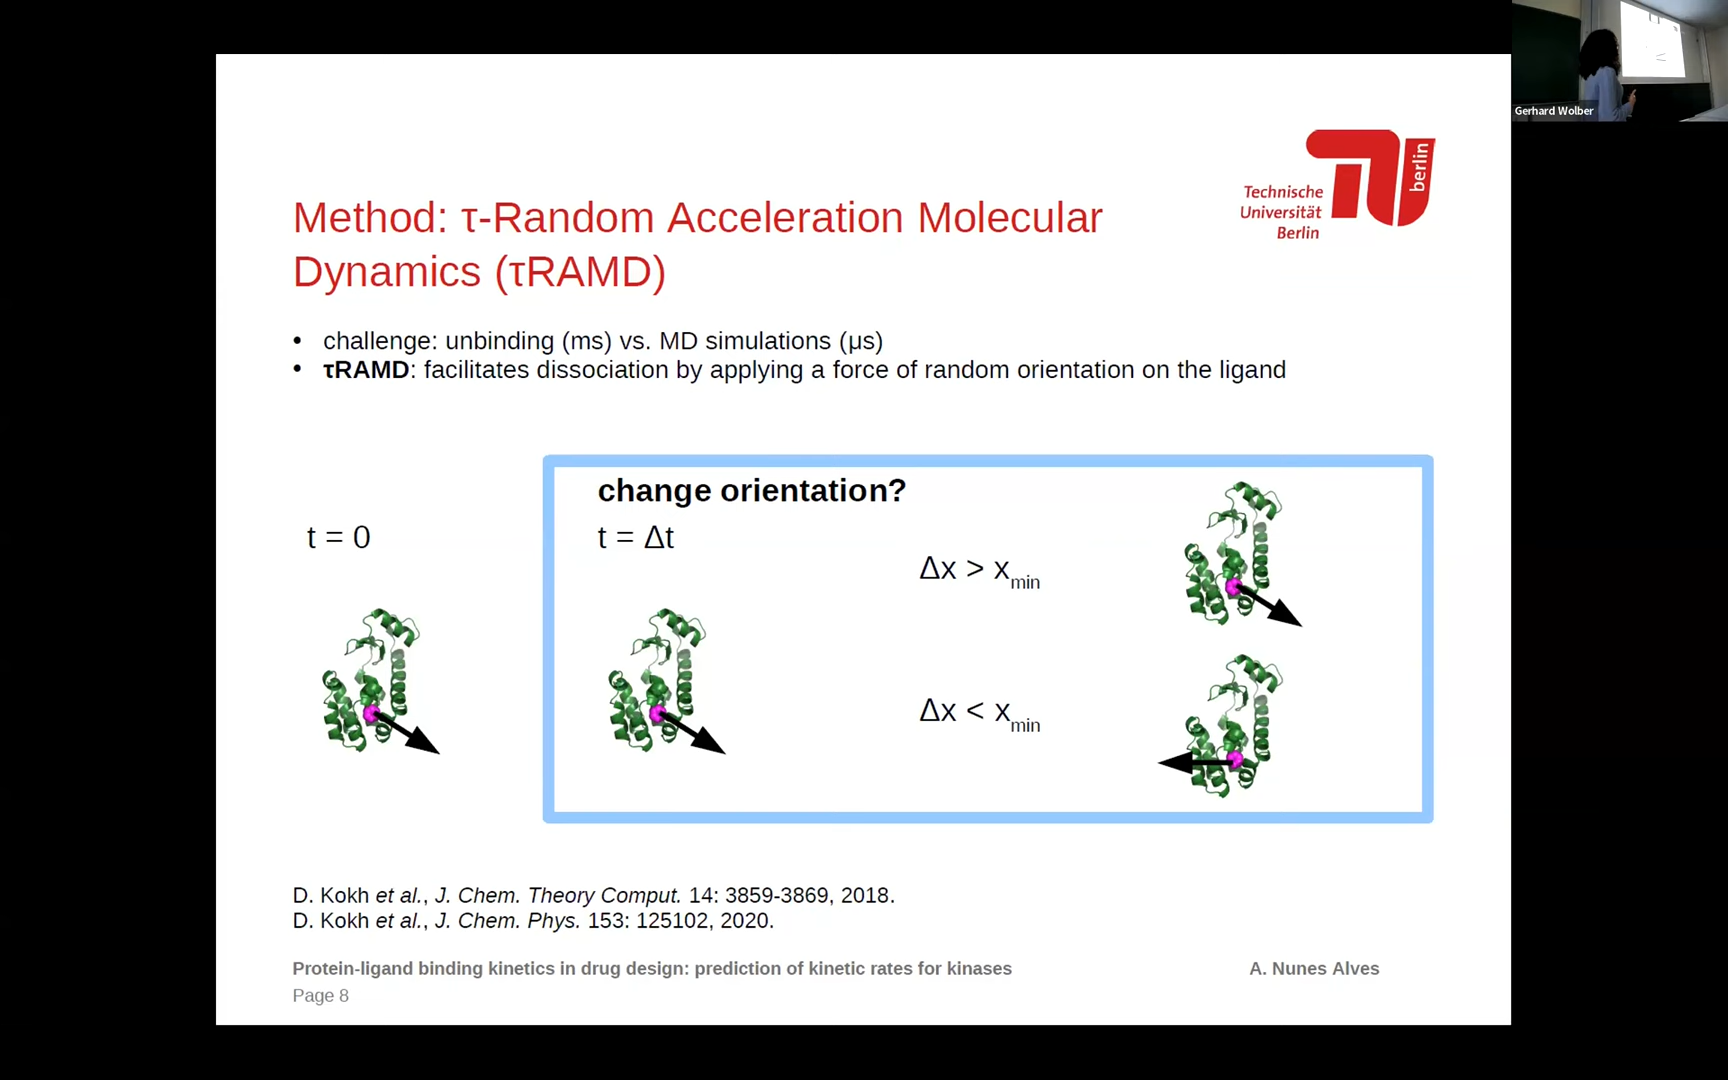 Gerhard Wolber
Technische
Universität
Berlin
berlin
Method: τ-Random Acceleration Molecular
Dynamics (τRAMD)
• challenge: unbinding (ms) vs. MD simulations (μs)
• τRAMD: facilitates dissociation by applying a force of random orientation on the ligand
change orientation?
t = 0
t = Δt
Δx > xmin
Δx < xmin
D. Kokh et al., J. Chem. Theory Comput. 14: 3859-3869, 2018.
D. Kokh et al., J. Chem. Phys. 153: 125102, 2020.
Protein-ligand binding kinetics in drug design: prediction of kinetic rates for kinases
A. Nunes Alves
Page 8